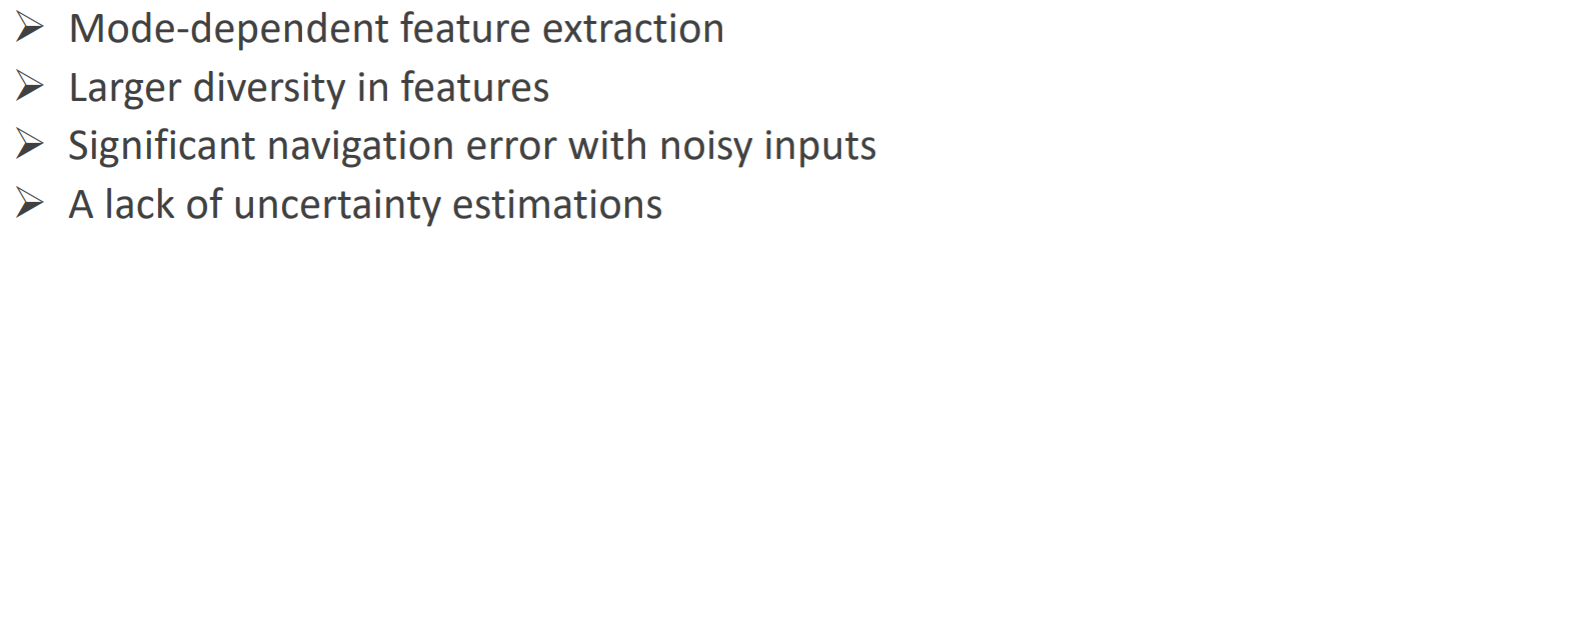 ➢ Mode-dependent feature extraction
➢ Larger diversity in features
➢ Significant navigation error with noisy inputs
➢ A lack of uncertainty estimations